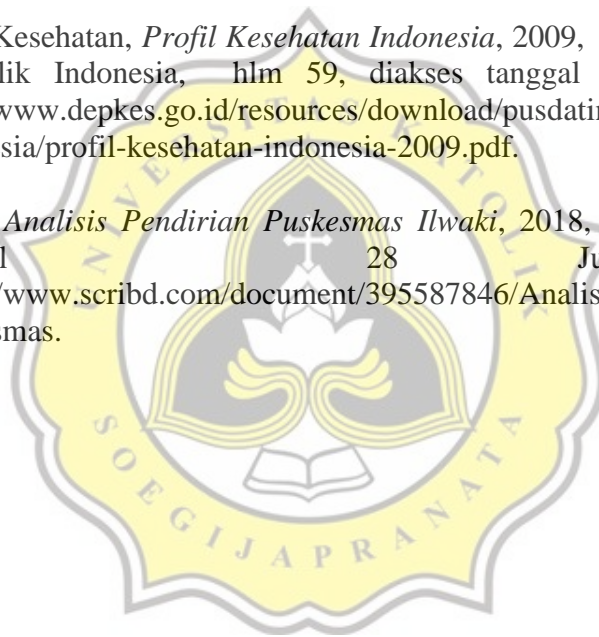 Kesehatan, Profil Kesehatan Indonesia, 2009,
lik Indonesia, hlm 59, diakses tanggal
www.depkes.go.id/resources/download/pusdatin
sia/profil-kesehatan-indonesia-2009.pdf.
Analisis Pendirian Puskesmas Ilwaki, 2018,
l 28 Ju
/www.scribd.com/document/395587846/Analis
smas.
UNIVERSITAS KATOLIK
SOEGIJAPRANATA